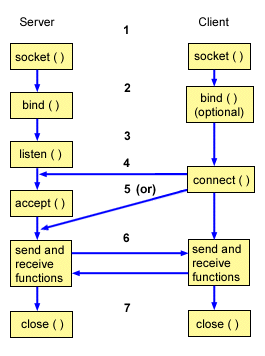 Server
1
Client
socket ( )
socket ( )
2
bind ( )
bind ( )
(optional)
3
listen ( )
4
connect ( )
5 (or)
accept ( )
6
send and
receive
functions
send and
receive
functions
7
close ( )
close ( )